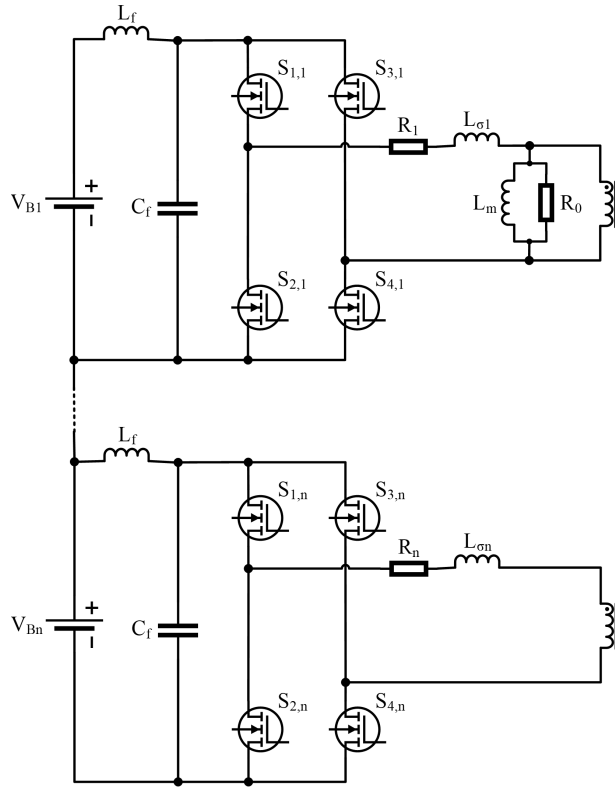 L_f
S_{1,1}
S_{3,1}
R_1
L_{σ1}
V_{B1}
+
C_f
L_m
R_0
S_{2,1}
S_{4,1}
L_f
S_{1,n}
S_{3,n}
R_n
L_{σn}
V_{Bn}
+
C_f
S_{2,n}
S_{4,n}